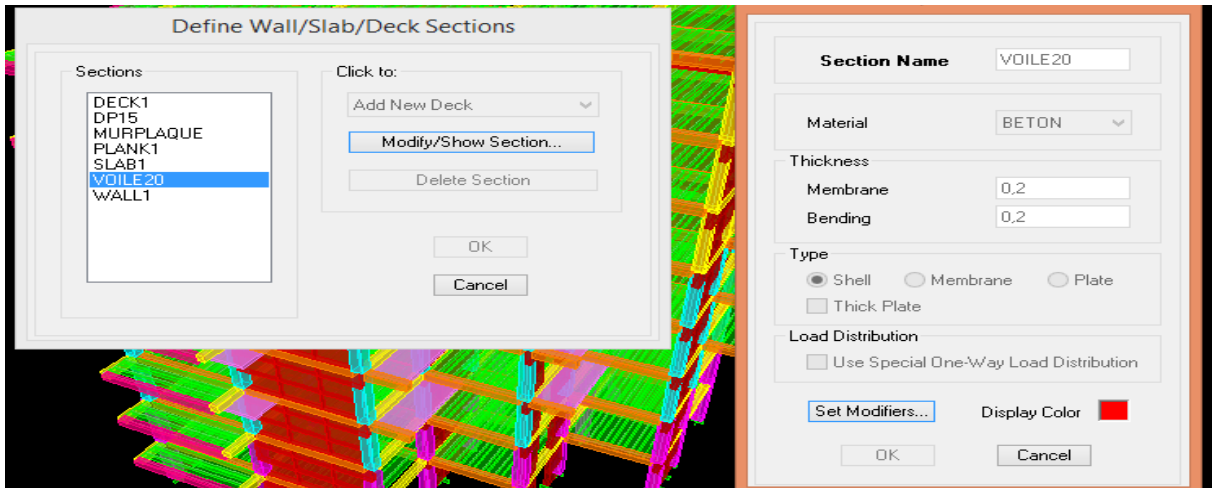 Define Wall/Slab/Deck Sections
Sections
DECK1
DP15
MURPLAQUE
PLANK1
SLAB1
VOILE20
WALL1
Click to:
Add New Deck
Modify/Show Section...
Delete Section
OK
Cancel
Section Name VOILE20
Material BETON
Thickness
Membrane 0,2
Bending 0,2
Type
Shell Membrane Plate
Thick Plate
Load Distribution
Use Special One-Way Load Distribution
Set Modifiers... Display Color
OK Cancel